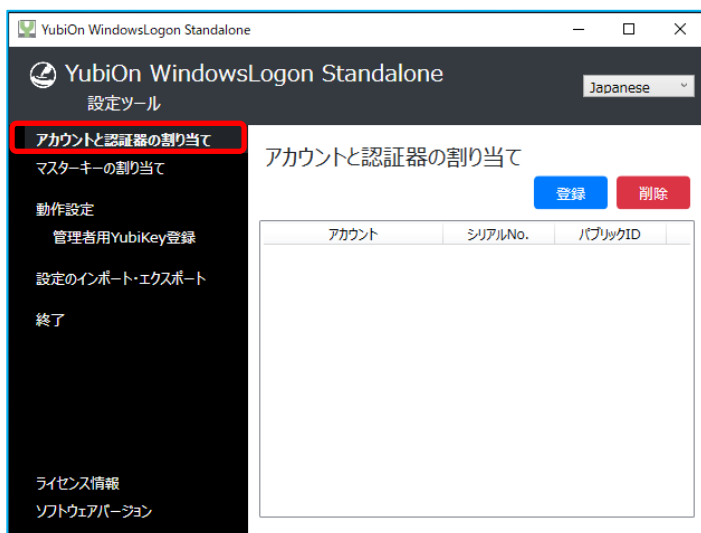 YubiOn WindowsLogon Standalone
YubiOn WindowsLogon Standalone
設定ツール
Japanese
アカウントと認証器の割り当て
マスターキーの割り当て
動作設定
管理者用YubiKey登録
設定のインポート・エクスポート
終了
ライセンス情報
ソフトウェアバージョン
アカウントと認証器の割り当て
登録 削除
アカウント シリアルNo. パブリックID